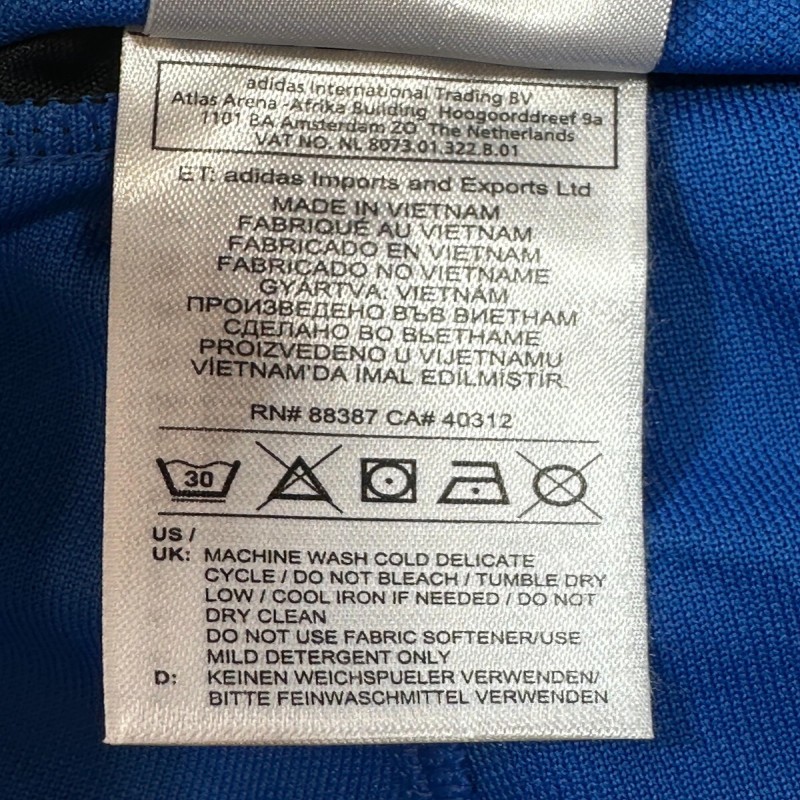 adidas International Trading BV
Atlas Arena -Afrika Building, Hoogoorddreef 9a
1101 BA Amsterdam ZO, The Netherlands
VAT NO. NL 8073.01.322.B.01
ET: adidas Imports and Exports Ltd
MADE IN VIETNAM
FABRIQUÉ AU VIETNAM
FABRICADO EN VIETNAM
FABRICADO NO VIETNAME
GYÁRTVA: VIETNÁM
ПРОИЗВЕДЕНО ВЪВ ВИЕТНАМ
СДЕЛАНО ВО ВЬЕТНАМЕ
PROIZVEDENO U VIJETNAMU
VİETNAM'DA İMAL EDİLMİŞTİR.
RN# 88387 CA# 40312
30
US /
UK: MACHINE WASH COLD DELICATE
CYCLE / DO NOT BLEACH / TUMBLE DRY
LOW / COOL IRON IF NEEDED / DO NOT
DRY CLEAN
DO NOT USE FABRIC SOFTENER/USE
MILD DETERGENT ONLY
D: KEINEN WEICHSPUELER VERWENDEN/
BITTE FEINWASCHMITTEL VERWENDEN